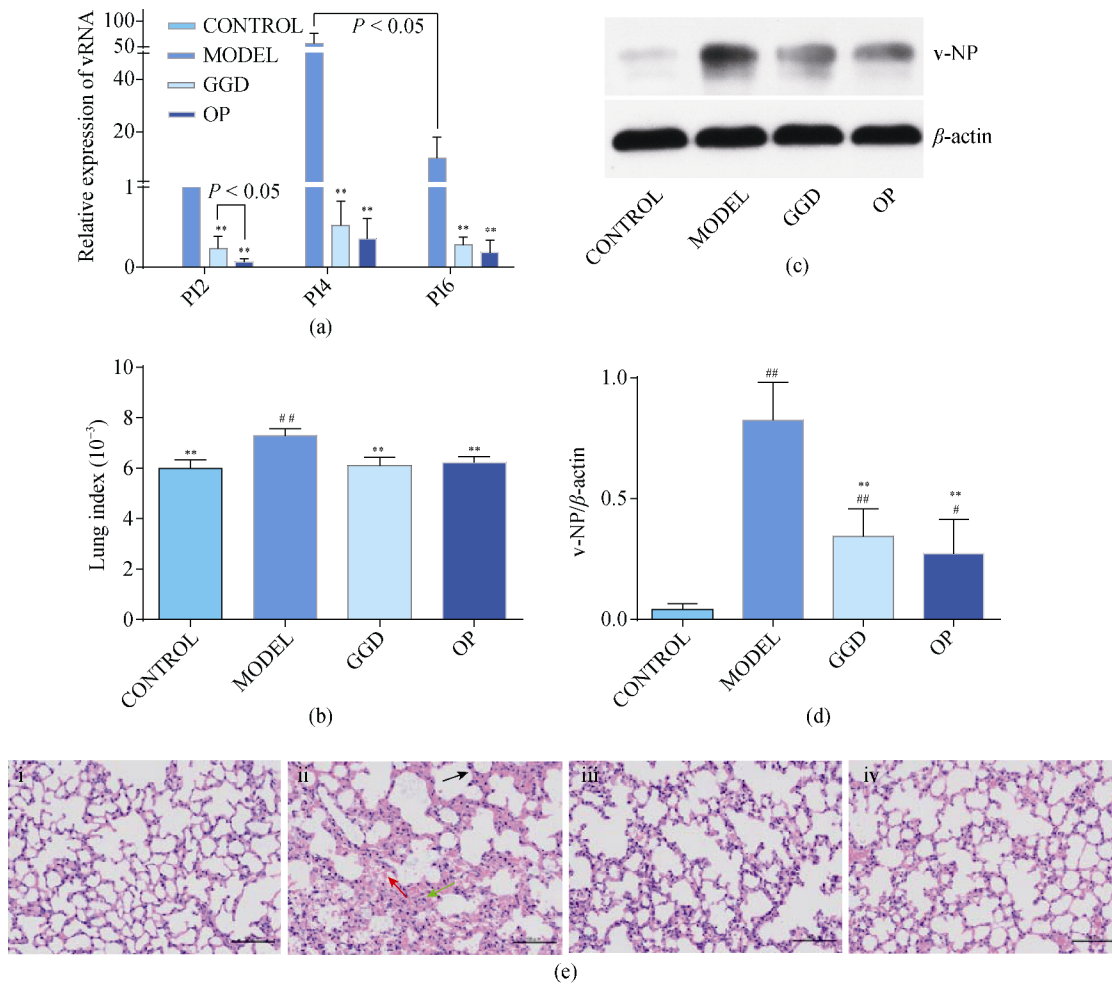 Relative expression of vRNA
100
50
40
20
1
0
CONTROL
MODEL
GGD
OP
P < 0.05
P < 0.05
**
**
**
**
**
**
PI2
PI4
PI6
(a)
v-NP
β-actin
CONTROL
MODEL
GGD
OP
(c)
Lung index (10⁻³)
10
8
6
4
2
0
**
# #
**
**
CONTROL
MODEL
GGD
OP
(b)
v-NP/β-actin
1.0
0.5
0.0
##
**
##
**
#
CONTROL
MODEL
GGD
OP
(d)
i
ii
iii
iv
(e)